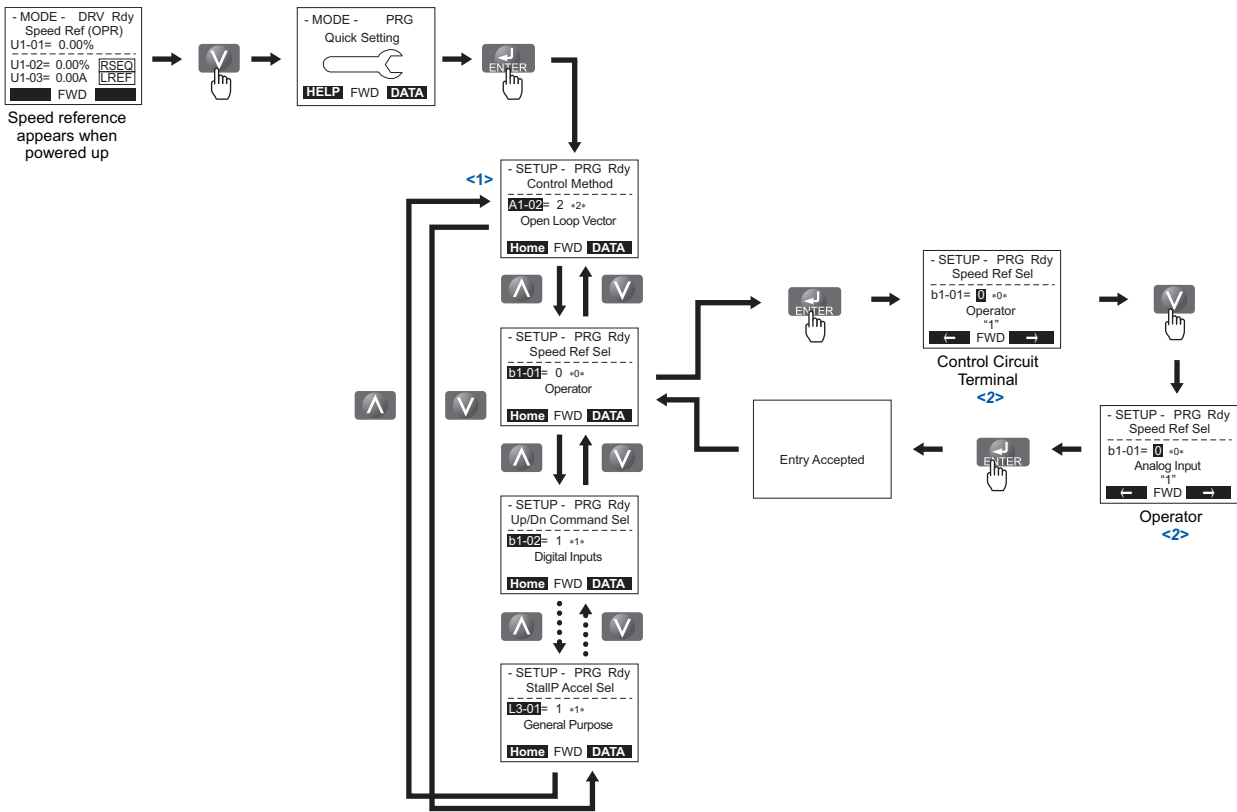 - MODE - DRV Rdy
Speed Ref (OPR)
U1-01= 0.00%
U1-02= 0.00% RSEQ
U1-03= 0.00A LREF
FWD
Speed reference
appears when
powered up
- MODE - PRG
Quick Setting
HELP FWD DATA
ENTER
<1>
- SETUP - PRG Rdy
Control Method
A1-02= 2 *2*
Open Loop Vector
Home FWD DATA
- SETUP - PRG Rdy
Speed Ref Sel
b1-01= 0 *0*
Operator
Home FWD DATA
- SETUP - PRG Rdy
Up/Dn Command Sel
b1-02= 1 *1*
Digital Inputs
Home FWD DATA
- SETUP - PRG Rdy
StallP Accel Sel
L3-01= 1 *1*
General Purpose
Home FWD DATA
ENTER
- SETUP - PRG Rdy
Speed Ref Sel
b1-01= 0 *0*
Operator
“1”
← FWD →
Control Circuit
Terminal
<2>
- SETUP - PRG Rdy
Speed Ref Sel
b1-01= 0 *0*
Analog Input
“1”
← FWD →
Operator
<2>
ENTER
Entry Accepted